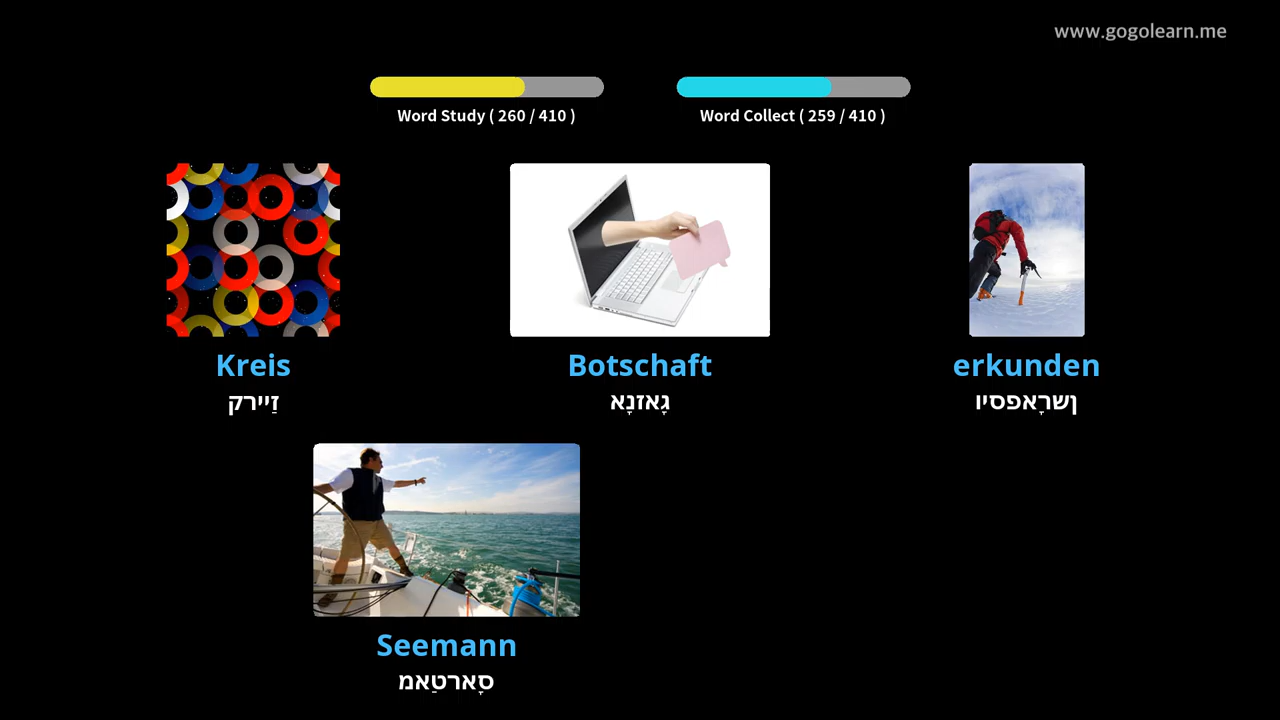 www.gogolearn.me
Word Study ( 260 / 410 )
Word Collect ( 259 / 410 )
Kreis
זַיירק
Botschaft
גָאזנָא
erkunden
ןשרָאפסיו
Seemann
סָארטַאמ